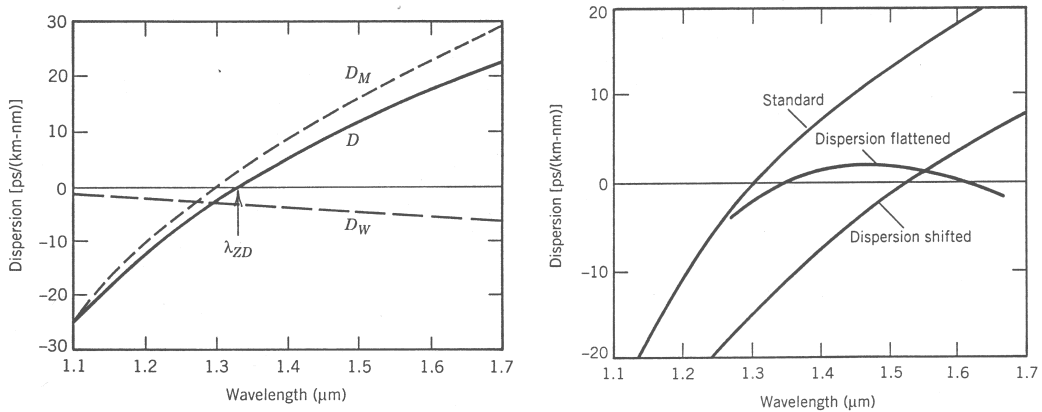 30
20
10
0
–10
–20
–30
1.1 1.2 1.3 1.4 1.5 1.6 1.7
Dispersion [ps/(km-nm)]
Wavelength (μm)
D_M
D
D_W
λ_ZD
20
10
0
–10
–20
1.1 1.2 1.3 1.4 1.5 1.6 1.7
Dispersion [ps/(km-nm)]
Wavelength (μm)
Standard
Dispersion flattened
Dispersion shifted